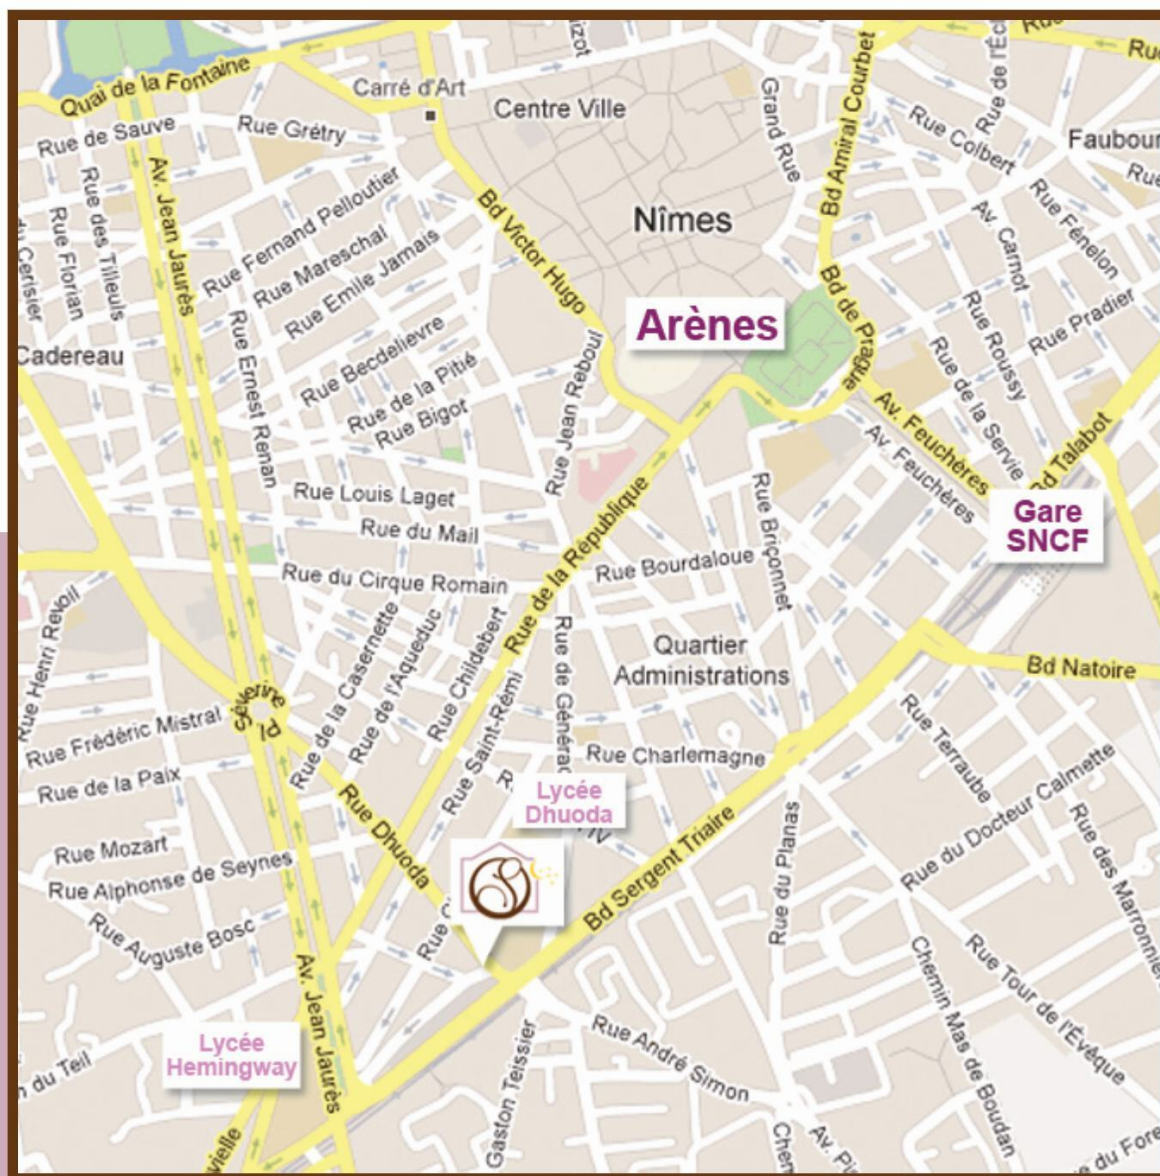 Quai de la Fontaine
Carré d'Art
Centre Ville
Grand Rue
Bd Amiral Courbet
Rue Colbert
Rue de Sauve
Rue Grétry
Av. Jean Jaurès
Rue des Tilleuls
Rue Florian
du Cerisier
Rue Fernand Pelloutier
Rue Mareschal
Rue Emile Jamais
Bd Victor Hugo
Nîmes
Av. Carnot
Rue Fénelon
Rue Pradier
Rue Roussy
Bd de Prague
Arènes
Cadereau
Rue Ernest Renan
Rue Becdelievre
Rue de la Pitié
Rue Bigot
Rue Jean Reboul
Rue de la Servie
Av. Feuchères
Av. Feuchères
Bd Talabot
Gare
SNCF
Rue Louis Laget
Rue du Mail
Rue Briçonnet
Rue de la République
Rue Bourdaloue
Rue du Cirque Romain
Rue Henri Revoil
Rue de la Casernette
Rue de l'Aqueduc
Rue Childebert
Rue Saint-Rémi
Quartier
Administrations
Bd Natoire
Pl. Séverine
Rue Frédéric Mistral
Rue de la Paix
Rue Charlemagne
Rue Terraube
Rue du Docteur Calmette
Lycée
Dhuoda
Rue Dhuoda
Bd Sergent Triaire
Rue du Planas
Rue Mozart
Rue Alphonse de Seynes
Rue Auguste Bosc
Av. Jean Jaurès
Lycée
Hemingway
Gaston Teissier
Rue André Simon
Rue Tour de l'Évêque
Chemin Mas de Boudan